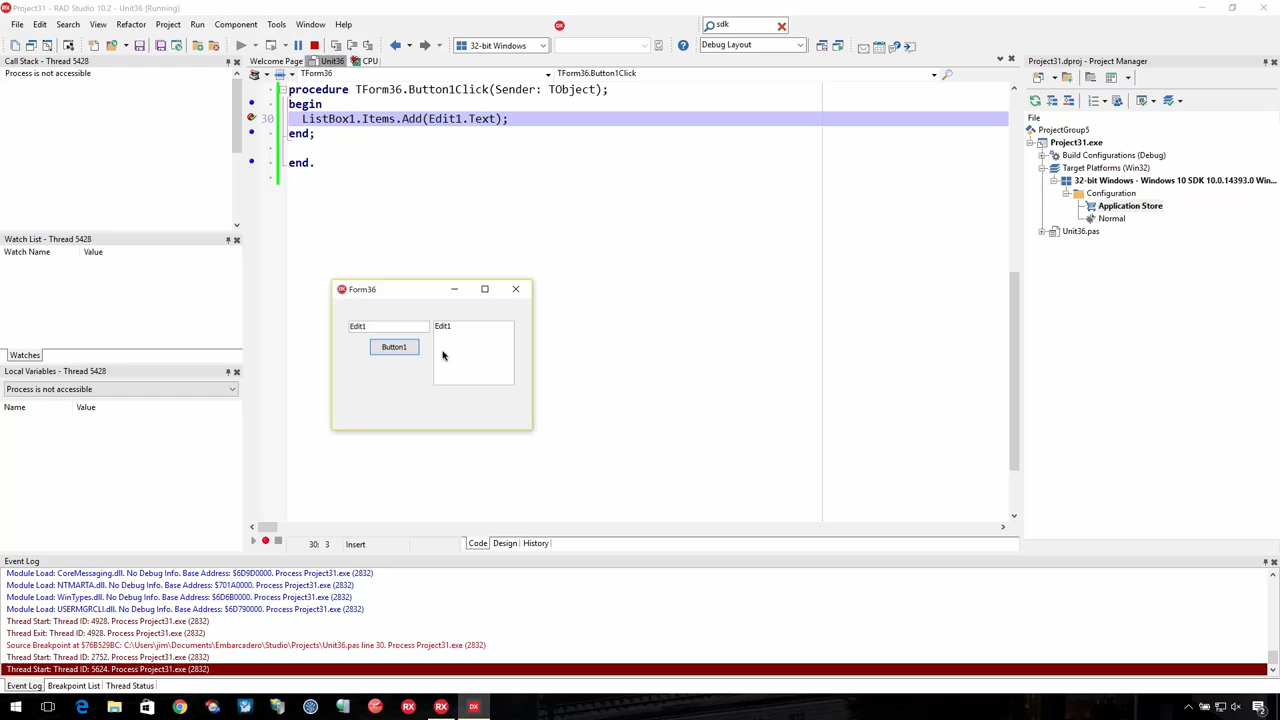 Project31 - RAD Studio 10.2 - Unit36 [Running]
File Edit Search View Refactor Project Run Component Tools Window Help
sdk
32-bit Windows
Debug Layout
Call Stack - Thread 5428
Process is not accessible
Welcome Page Unit36 CPU
TForm36 TForm36.Button1Click
procedure TForm36.Button1Click(Sender: TObject);
begin
30 ListBox1.Items.Add(Edit1.Text);
end;
end.
Project31.dproj - Project Manager
File
ProjectGroup5
Project31.exe
Build Configurations (Debug)
Target Platforms (Win32)
32-bit Windows - Windows 10 SDK 10.0.14393.0 Win...
Configuration
Application Store
Normal
Unit36.pas
Watch List - Thread 5428
Watch Name Value
Watches
Form36
Edit1 Edit1
Button1
Local Variables - Thread 5428
Process is not accessible
Name Value
30: 3 Insert
Code Design History
Event Log
Module Load: CoreMessaging.dll. No Debug Info. Base Address: $6D9D0000. Process Project31.exe (2832)
Module Load: NTMARTA.dll. No Debug Info. Base Address: $701A0000. Process Project31.exe (2832)
Module Load: WinTypes.dll. No Debug Info. Base Address: $6D6B0000. Process Project31.exe (2832)
Module Load: USERMGRCLI.dll. No Debug Info. Base Address: $6D790000. Process Project31.exe (2832)
Thread Start: Thread ID: 4928. Process Project31.exe (2832)
Thread Exit: Thread ID: 4928. Process Project31.exe (2832)
Source Breakpoint at $76B529BC: C:\Users\jim\Documents\Embarcadero\Studio\Projects\Unit36.pas line 30. Process Project31.exe (2832)
Thread Start: Thread ID: 2752. Process Project31.exe (2832)
Thread Start: Thread ID: 5624. Process Project31.exe (2832)
Event Log Breakpoint List Thread Status